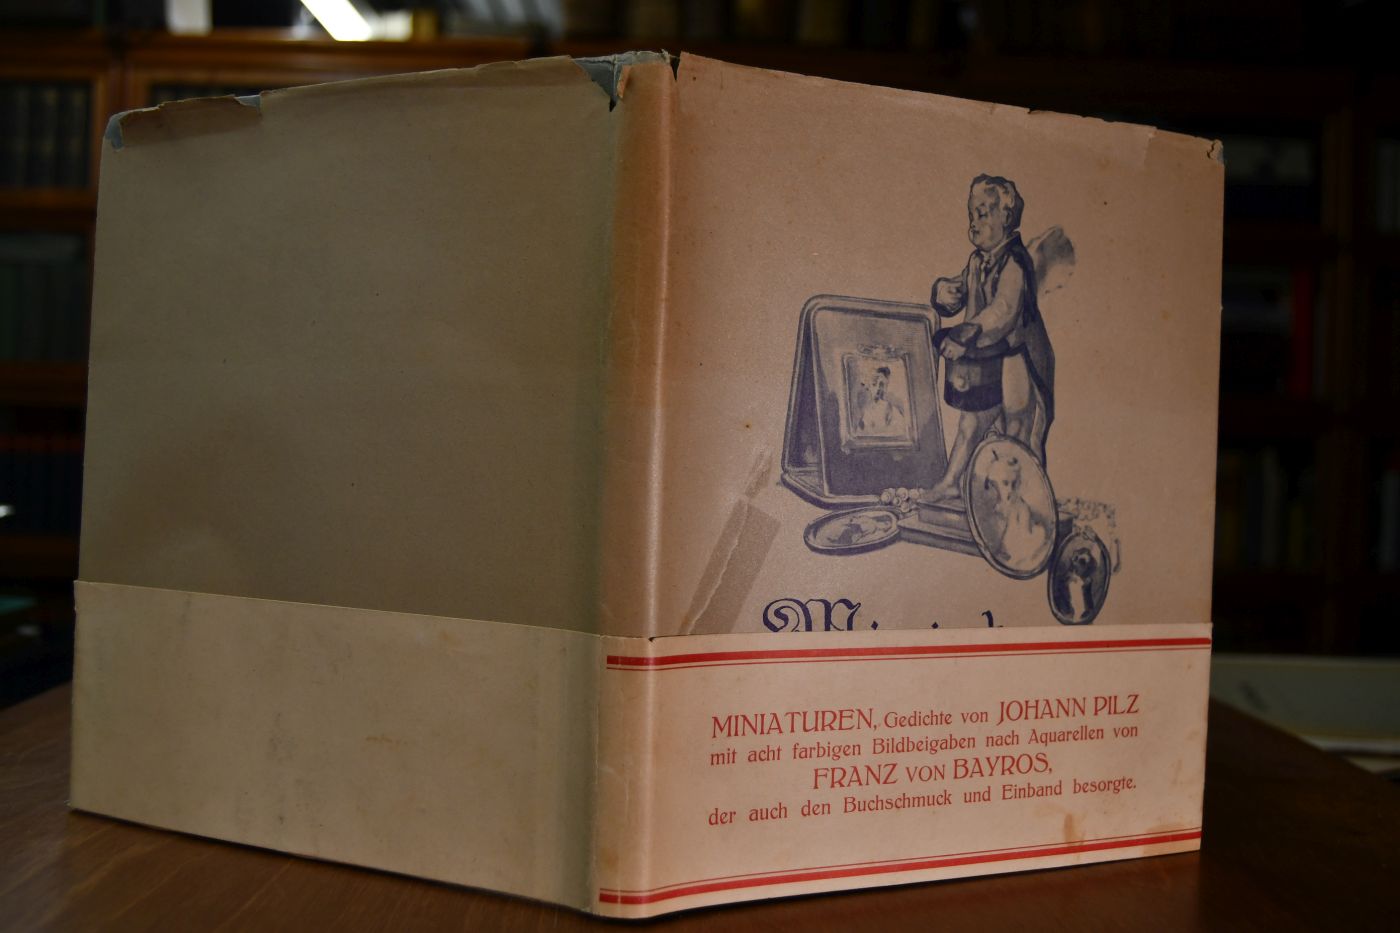 MINIATUREN, Gedichte von JOHANN PILZ
mit acht farbigen Bildbeigaben nach Aquarellen von
FRANZ VON BAYROS,
der auch den Buchschmuck und Einband besorgte.